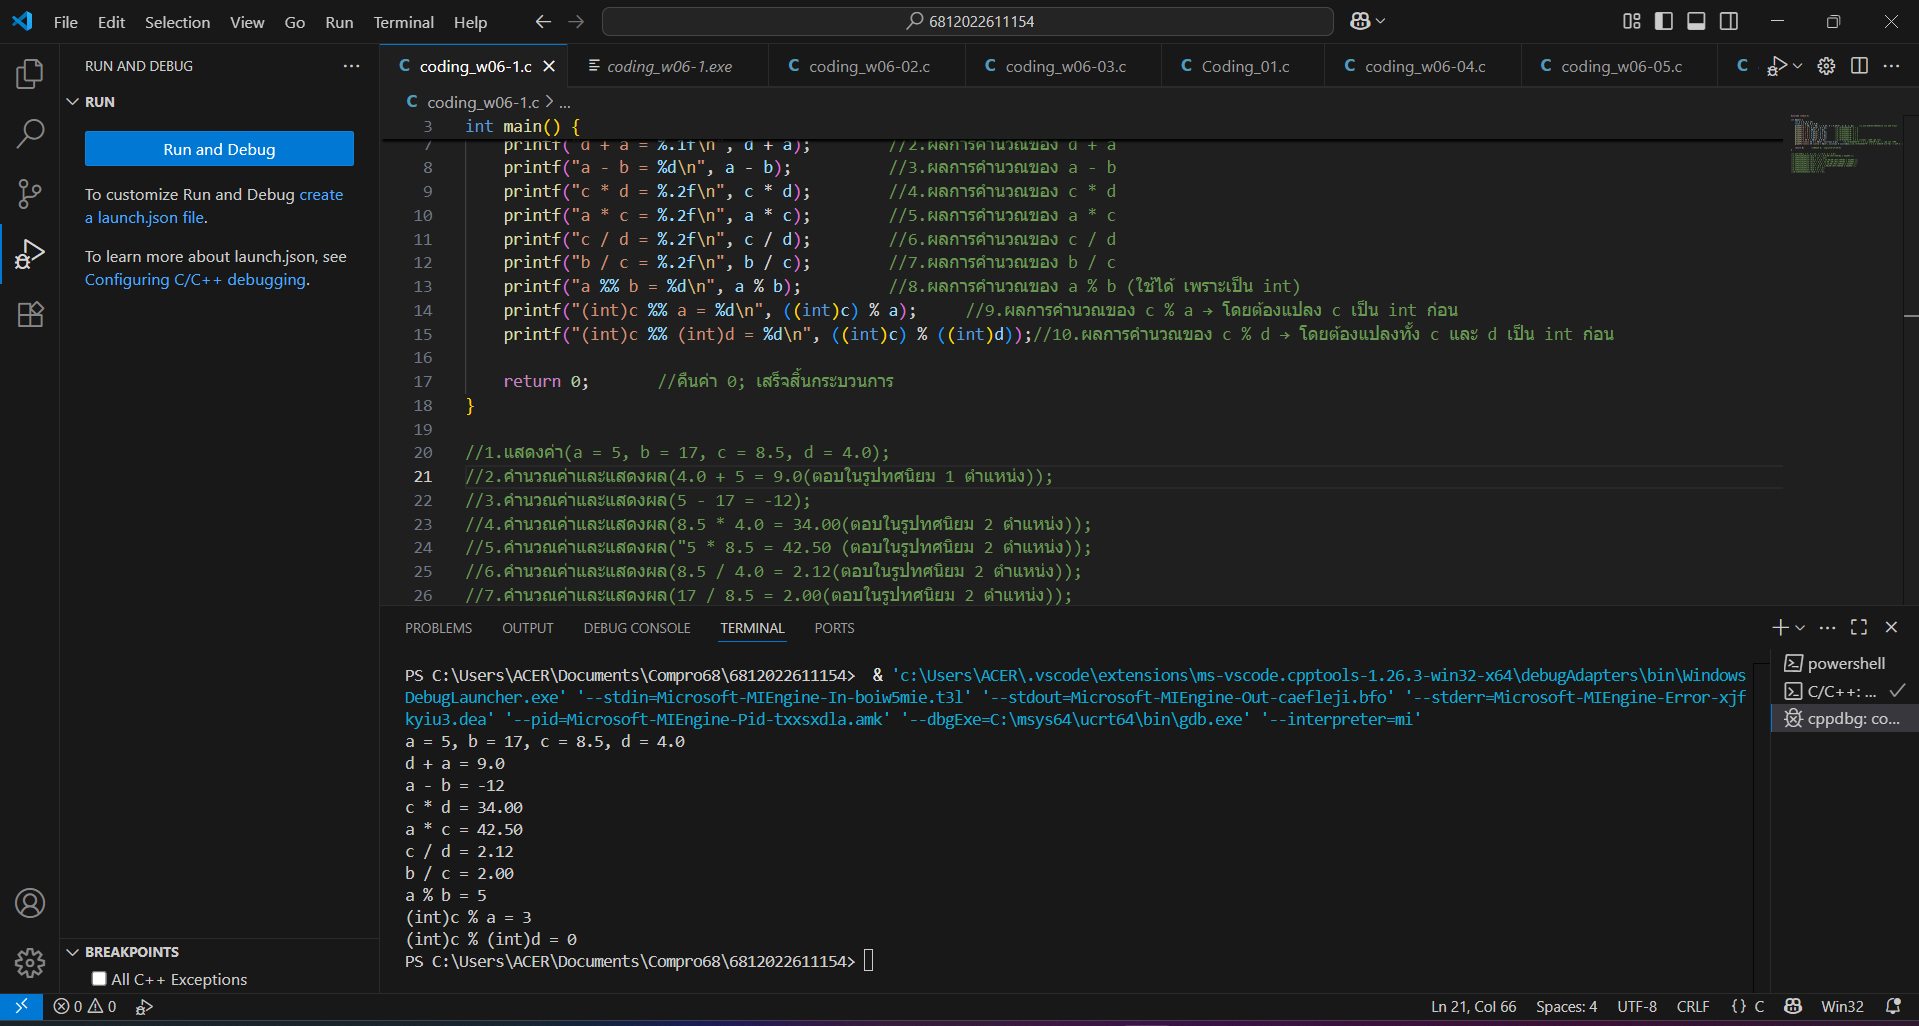 File Edit Selection View Go Run Terminal Help
6812022611154
RUN AND DEBUG
RUN
Run and Debug
To customize Run and Debug create
a launch.json file.
To learn more about launch.json, see
Configuring C/C++ debugging.
coding_w06-1.c coding_w06-1.exe coding_w06-02.c coding_w06-03.c Coding_01.c coding_w06-04.c coding_w06-05.c
C coding_w06-1.c > ...
3 int main() {
7 printf("d + a = %.1f\n", d + a); //2.ผลการคำนวณของ d + a
8 printf("a - b = %d\n", a - b); //3.ผลการคำนวณของ a - b
9 printf("c * d = %.2f\n", c * d); //4.ผลการคำนวณของ c * d
10 printf("a * c = %.2f\n", a * c); //5.ผลการคำนวณของ a * c
11 printf("c / d = %.2f\n", c / d); //6.ผลการคำนวณของ c / d
12 printf("b / c = %.2f\n", b / c); //7.ผลการคำนวณของ b / c
13 printf("a %% b = %d\n", a % b); //8.ผลการคำนวณของ a % b (ใช้ได้ เพราะเป็น int)
14 printf("(int)c %% a = %d\n", ((int)c) % a); //9.ผลการคำนวณของ c % a → โดยต้องแปลง c เป็น int ก่อน
15 printf("(int)c %% (int)d = %d\n", ((int)c) % ((int)d));//10.ผลการคำนวณของ c % d → โดยต้องแปลงทั้ง c และ d เป็น int ก่อน
16
17 return 0; //คืนค่า 0; เสร็จสิ้นกระบวนการ
18 }
19
20 //1.แสดงค่า(a = 5, b = 17, c = 8.5, d = 4.0);
21 //2.คำนวณค่าและแสดงผล(4.0 + 5 = 9.0(ตอบในรูปทศนิยม 1 ตำแหน่ง));
22 //3.คำนวณค่าและแสดงผล(5 - 17 = -12);
23 //4.คำนวณค่าและแสดงผล(8.5 * 4.0 = 34.00(ตอบในรูปทศนิยม 2 ตำแหน่ง));
24 //5.คำนวณค่าและแสดงผล("5 * 8.5 = 42.50 (ตอบในรูปทศนิยม 2 ตำแหน่ง));
25 //6.คำนวณค่าและแสดงผล(8.5 / 4.0 = 2.12(ตอบในรูปทศนิยม 2 ตำแหน่ง));
26 //7.คำนวณค่าและแสดงผล(17 / 8.5 = 2.00(ตอบในรูปทศนิยม 2 ตำแหน่ง));
PROBLEMS OUTPUT DEBUG CONSOLE TERMINAL PORTS
PS C:\Users\ACER\Documents\Compro68\6812022611154> & 'c:\Users\ACER\.vscode\extensions\ms-vscode.cpptools-1.26.3-win32-x64\debugAdapters\bin\Windows
DebugLauncher.exe' '--stdin=Microsoft-MIEngine-In-boiw5mie.t3l' '--stdout=Microsoft-MIEngine-Out-caefleji.bfo' '--stderr=Microsoft-MIEngine-Error-xjf
kyiu3.dea' '--pid=Microsoft-MIEngine-Pid-txxsxdla.amk' '--dbgExe=C:\msys64\ucrt64\bin\gdb.exe' '--interpreter=mi'
a = 5, b = 17, c = 8.5, d = 4.0
d + a = 9.0
a - b = -12
c * d = 34.00
a * c = 42.50
c / d = 2.12
b / c = 2.00
a % b = 5
(int)c % a = 3
(int)c % (int)d = 0
PS C:\Users\ACER\Documents\Compro68\6812022611154>
powershell
C/C++: ...
cppdbg: co...
BREAKPOINTS
All C++ Exceptions
0 0
Ln 21, Col 66 Spaces: 4 UTF-8 CRLF {} C Win32